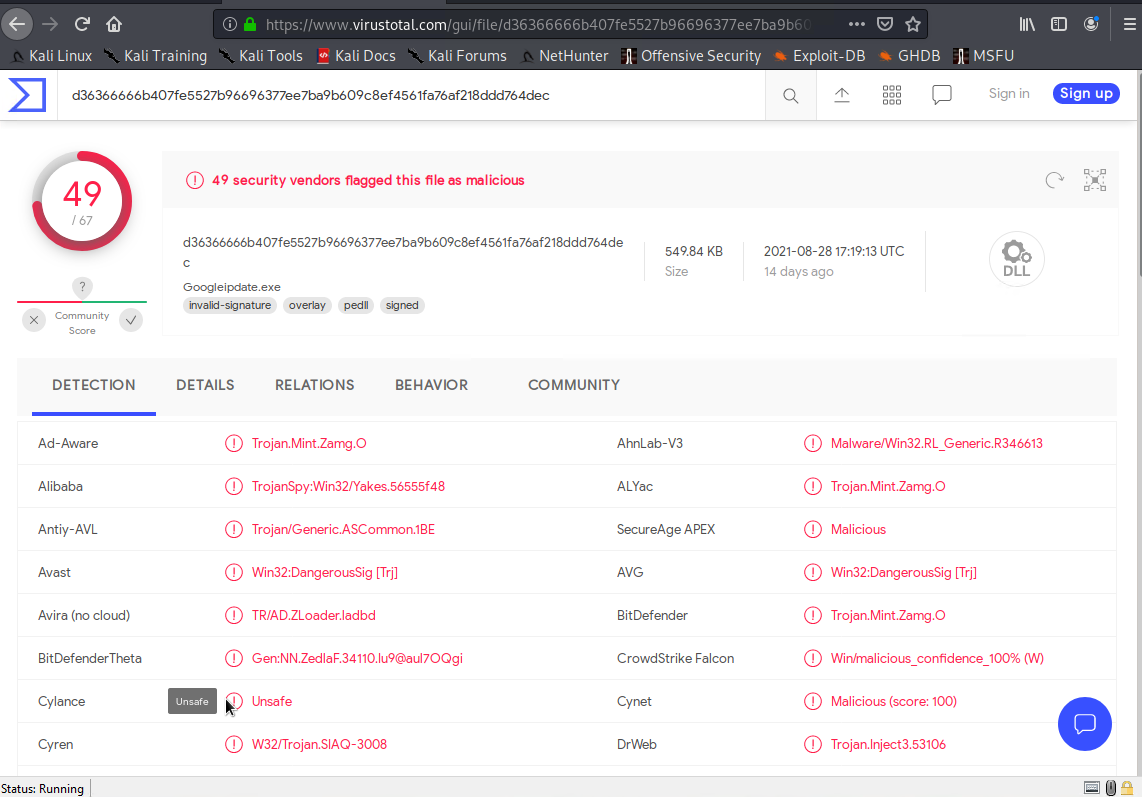 https://www.virustotal.com/gui/file/d36366666b407fe5527b96696377ee7ba9b60
Kali Linux Kali Training Kali Tools Kali Docs Kali Forums NetHunter Offensive Security Exploit-DB GHDB MSFU
d36366666b407fe5527b96696377ee7ba9b609c8ef4561fa76af218ddd764dec Sign in Sign up
49
/ 67
?
Community
Score
49 security vendors flagged this file as malicious
d36366666b407fe5527b96696377ee7ba9b609c8ef4561fa76af218ddd764de
c
Googleipdate.exe
invalid-signature overlay pedll signed
549.84 KB
Size
2021-08-28 17:19:13 UTC
14 days ago
DLL
DETECTION DETAILS RELATIONS BEHAVIOR COMMUNITY
Ad-Aware Trojan.Mint.Zamg.O AhnLab-V3 Malware/Win32.RL_Generic.R346613
Alibaba TrojanSpy:Win32/Yakes.56555f48 ALYac Trojan.Mint.Zamg.O
Antiy-AVL Trojan/Generic.ASCommon.1BE SecureAge APEX Malicious
Avast Win32:DangerousSig [Trj] AVG Win32:DangerousSig [Trj]
Avira (no cloud) TR/AD.ZLoader.ladbd BitDefender Trojan.Mint.Zamg.O
BitDefenderTheta Gen:NN.ZedlaF.34110.Iu9@aul7OQgi CrowdStrike Falcon Win/malicious_confidence_100% (W)
Cylance Unsafe Unsafe Cynet Malicious (score: 100)
Cyren W32/Trojan.SIAQ-3008 DrWeb Trojan.Inject3.53106
Status: Running